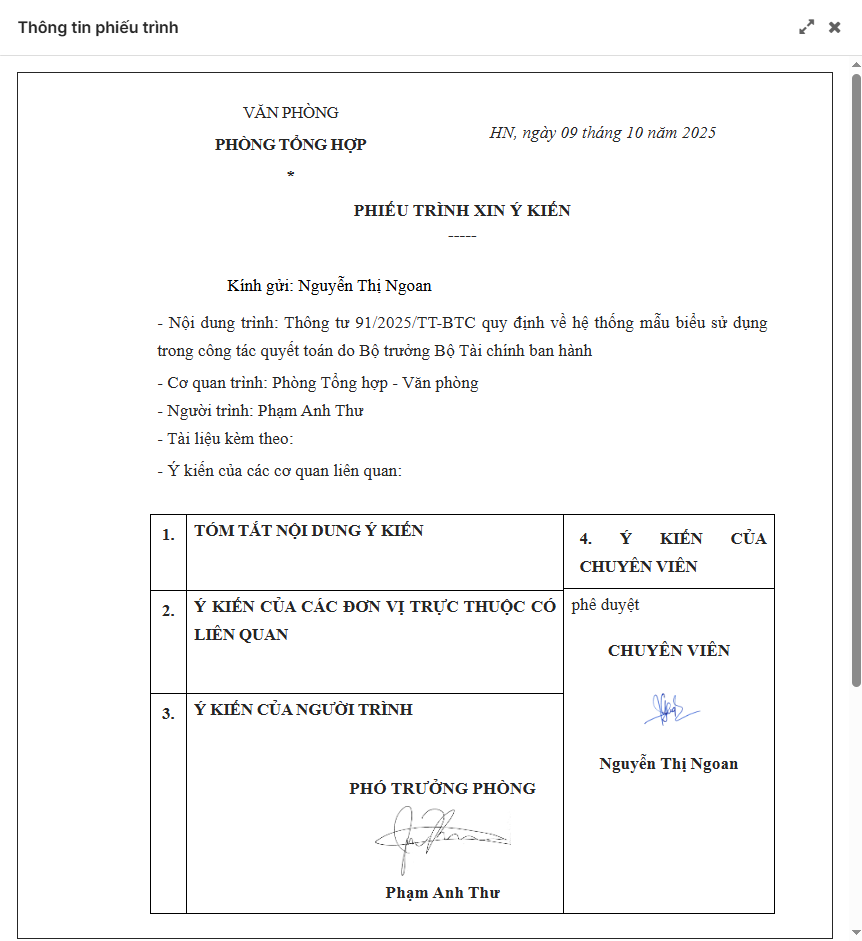 Thông tin phiếu trình
VĂN PHÒNG
PHÒNG TỔNG HỢP
*
HN, ngày 09 tháng 10 năm 2025
PHIẾU TRÌNH XIN Ý KIẾN
-----
Kính gửi: Nguyễn Thị Ngoan
- Nội dung trình: Thông tư 91/2025/TT-BTC quy định về hệ thống mẫu biểu sử dụng
trong công tác quyết toán do Bộ trưởng Bộ Tài chính ban hành
- Cơ quan trình: Phòng Tổng hợp - Văn phòng
- Người trình: Phạm Anh Thư
- Tài liệu kèm theo:
- Ý kiến của các cơ quan liên quan:
1. TÓM TẮT NỘI DUNG Ý KIẾN
2. Ý KIẾN CỦA CÁC ĐƠN VỊ TRỰC THUỘC CÓ
LIÊN QUAN
3. Ý KIẾN CỦA NGƯỜI TRÌNH
PHÓ TRƯỞNG PHÒNG
Phạm Anh Thư
4. Ý KIẾN CỦA
CHUYÊN VIÊN
phê duyệt
CHUYÊN VIÊN
Nguyễn Thị Ngoan